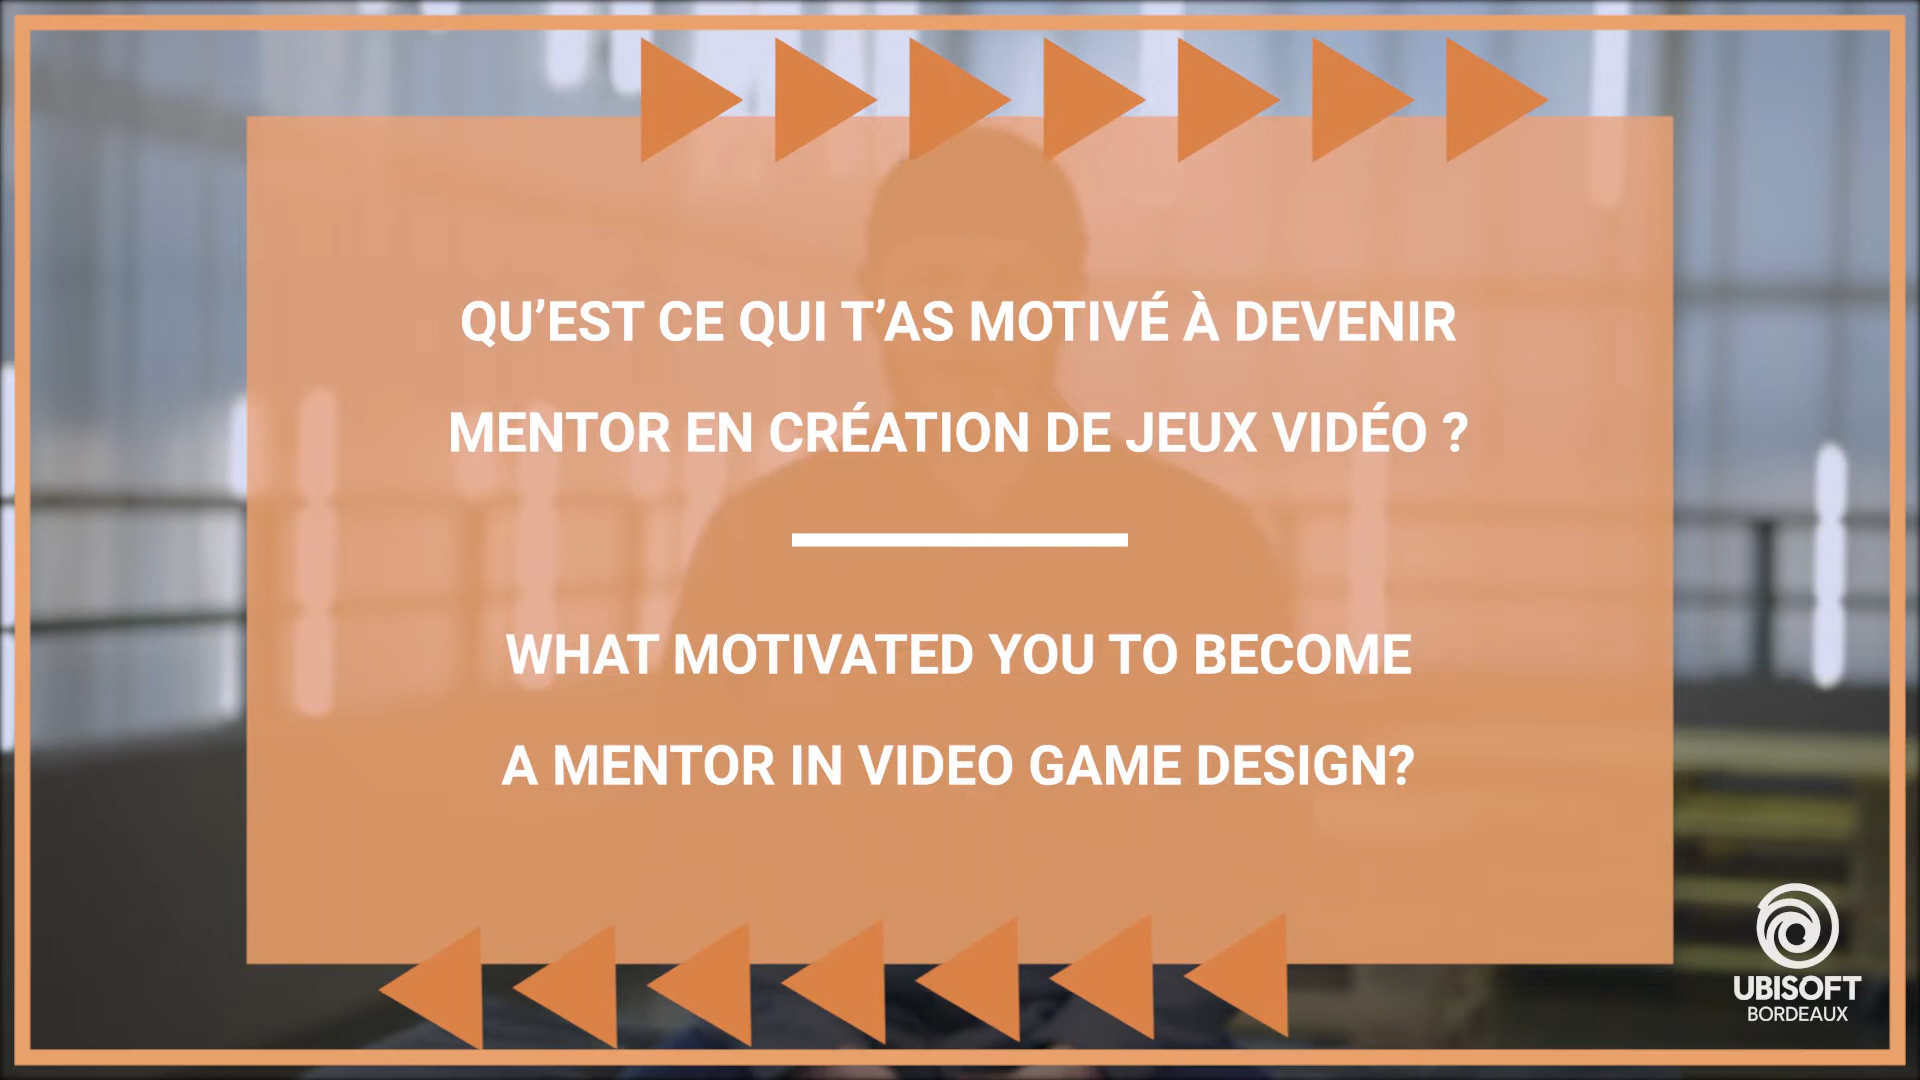 QU’EST CE QUI T’AS MOTIVÉ À DEVENIR
MENTOR EN CRÉATION DE JEUX VIDÉO ?
WHAT MOTIVATED YOU TO BECOME
A MENTOR IN VIDEO GAME DESIGN?
UBISOFT
BORDEAUX